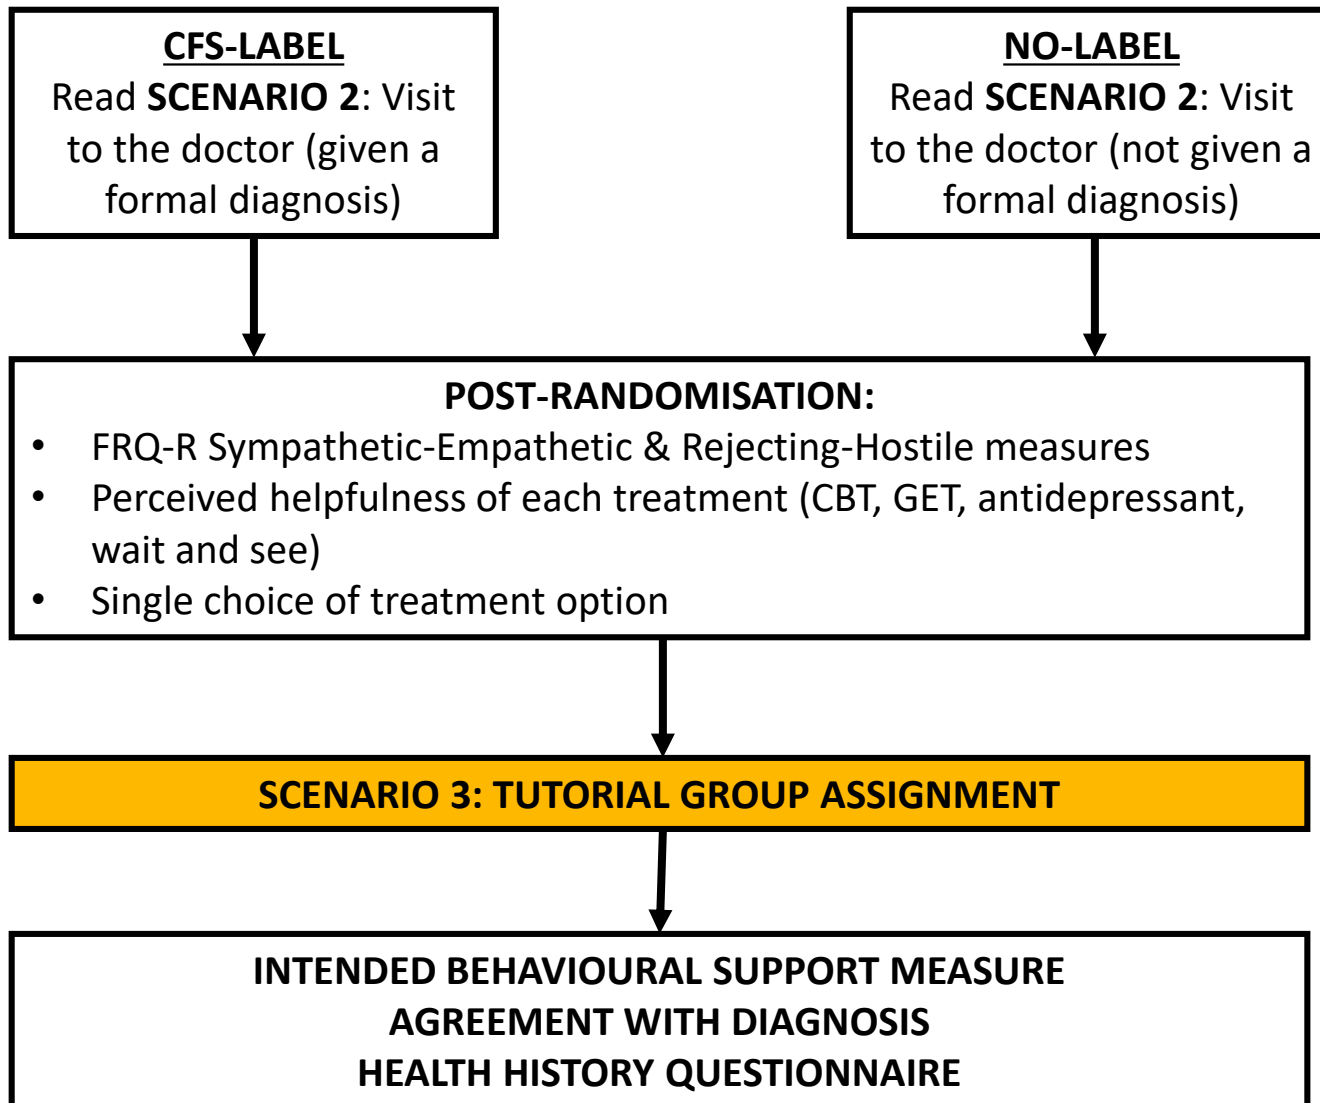 CFS-LABEL
Read SCENARIO 2: Visit
to the doctor (given a
formal diagnosis)
NO-LABEL
Read SCENARIO 2: Visit
to the doctor (not given a
formal diagnosis)
POST-RANDOMISATION:
• FRQ-R Sympathetic-Empathetic & Rejecting-Hostile measures
• Perceived helpfulness of each treatment (CBT, GET, antidepressant,
wait and see)
• Single choice of treatment option
SCENARIO 3: TUTORIAL GROUP ASSIGNMENT
INTENDED BEHAVIOURAL SUPPORT MEASURE
AGREEMENT WITH DIAGNOSIS
HEALTH HISTORY QUESTIONNAIRE